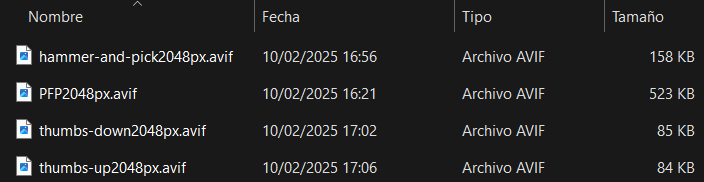 Nombre Fecha Tipo Tamaño
hammer-and-pick2048px.avif 10/02/2025 16:56 Archivo AVIF 158 KB
PFP2048px.avif 10/02/2025 16:21 Archivo AVIF 523 KB
thumbs-down2048px.avif 10/02/2025 17:02 Archivo AVIF 85 KB
thumbs-up2048px.avif 10/02/2025 17:06 Archivo AVIF 84 KB